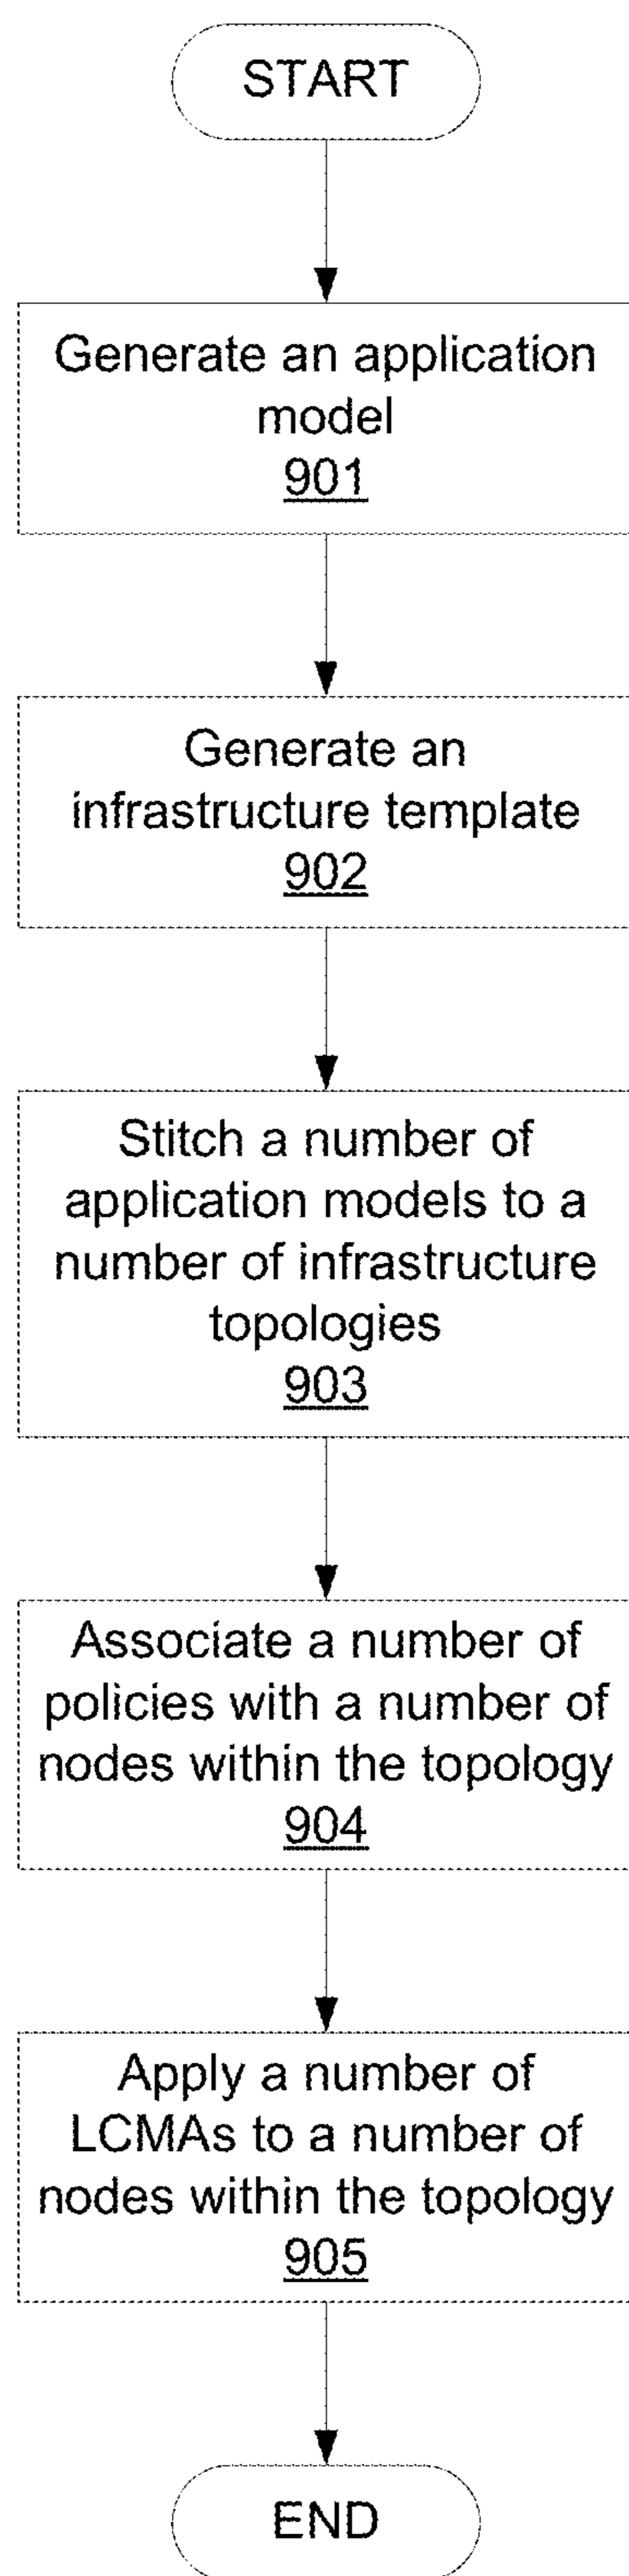 START
Generate an application
model
901
Generate an
infrastructure template
902
Stitch a number of
application models to a
number of infrastructure
topologies
903
Associate a number of
policies with a number of
nodes within the topology
904
Apply a number of
LCMAs to a number of
nodes within the topology
905
END